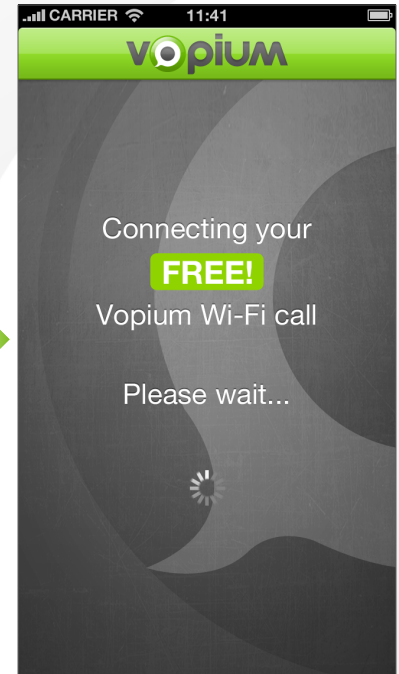 CARRIER 11:41
vopium
Connecting your
FREE!
Vopium Wi-Fi call
Please wait...